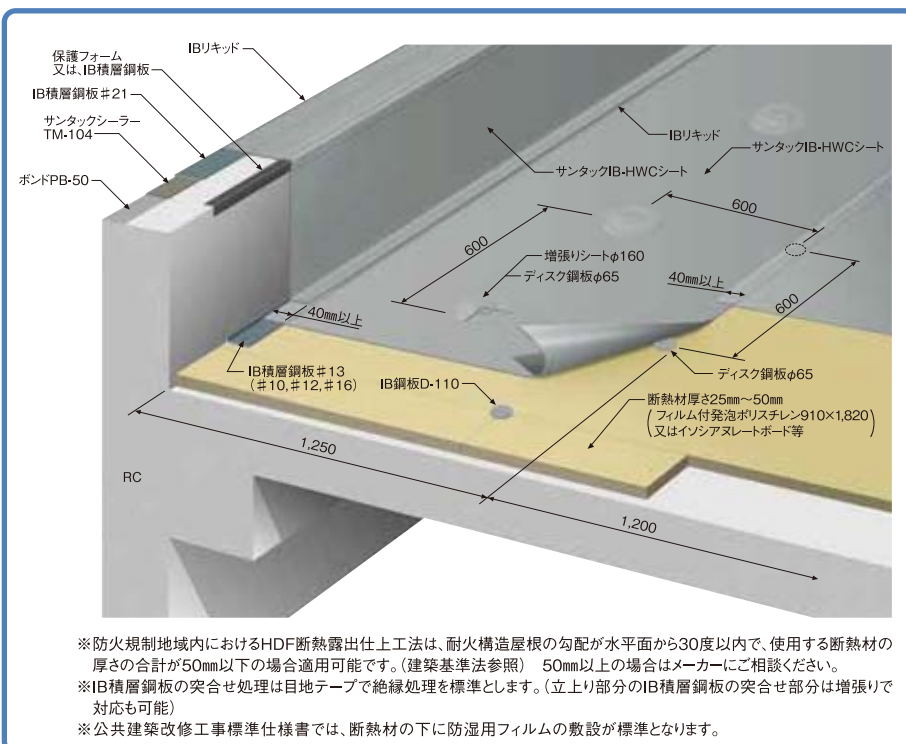 保護フォーム
又は、IB積層鋼板
IBリキッド
IB積層鋼板#21
サンタックシーラー
TM-104
ボンドPB-50
IBリキッド
サンタックIB-HWCシート
サンタックIB-HWCシート
600
600
増張りシートφ160
ディスク鋼板φ65
40mm以上
600
40mm以上
IB積層鋼板#13
(#10,#12,#16)
IB鋼板D-110
ディスク鋼板φ65
断熱材厚さ25mm〜50mm
(フィルム付発泡ポリスチレン910×1,820
又はイソシアヌレートボード等)
1,250
RC
1,200
※防火規制地域内におけるHDF断熱露出仕上工法は、耐火構造屋根の勾配が水平面から30度以内で、使用する断熱材の
厚さの合計が50mm以下の場合適用可能です。(建築基準法参照) 50mm以上の場合はメーカーにご相談ください。
※IB積層鋼板の突合せ処理は目地テープで絶縁処理を標準とします。(立上り部分のIB積層鋼板の突合せ部分は増張りで
対応も可能)
※公共建築改修工事標準仕様書では、断熱材の下に防湿用フィルムの敷設が標準となります。